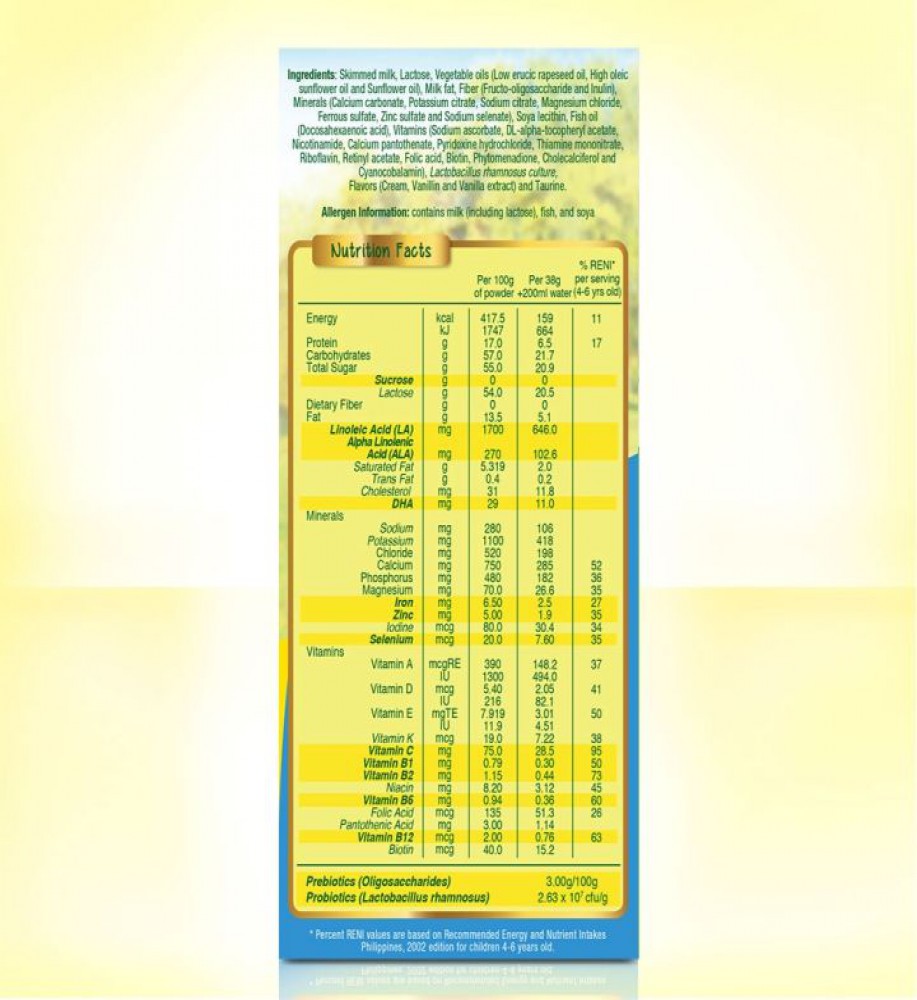 Ingredients: Skimmed milk, Lactose, Vegetable oils (Low erucic rapeseed oil, High oleic
sunflower oil and Sunflower oil), Milk fat, Fiber (Fructo-oligosaccharide and Inulin),
Minerals (Calcium carbonate, Potassium citrate, Sodium citrate, Magnesium chloride,
Ferrous sulfate, Zinc sulfate and Sodium selenate), Soya lecithin, Fish oil
(Docosahexaenoic acid), Vitamins (Sodium ascorbate, DL-alpha-tocopheryl acetate,
Nicotinamide, Calcium pantothenate, Pyridoxine hydrochloride, Thiamine mononitrate,
Riboflavin, Retinyl acetate, Folic acid, Biotin, Phytomenadione, Cholecalciferol and
Cyanocobalamin), Lactobacillus rhamnosus culture,
Flavors (Cream, Vanillin and Vanilla extract) and Taurine.
Allergen Information: contains milk (including lactose), fish, and soya
Nutrition Facts
% RENI*
Per 100g Per 38g per serving
of powder +200ml water (4-6 yrs old)
Energy kcal 417.5 159 11
kJ 1747 664
Protein g 17.0 6.5 17
Carbohydrates g 57.0 21.7
Total Sugar g 55.0 20.9
Sucrose g 0 0
Lactose g 54.0 20.5
Dietary Fiber g 0 0
Fat g 13.5 5.1
Linoleic Acid (LA) mg 1700 646.0
Alpha Linolenic
Acid (ALA) mg 270 102.6
Saturated Fat g 5.319 2.0
Trans Fat g 0.4 0.2
Cholesterol mg 31 11.8
DHA mg 29 11.0
Minerals
Sodium mg 280 106
Potassium mg 1100 418
Chloride mg 520 198
Calcium mg 750 285 52
Phosphorus mg 480 182 36
Magnesium mg 70.0 26.6 35
Iron mg 6.50 2.5 27
Zinc mg 5.00 1.9 35
Iodine mcg 80.0 30.4 34
Selenium mcg 20.0 7.60 35
Vitamins
Vitamin A mcgRE 390 148.2 37
IU 1300 494.0
Vitamin D mcg 5.40 2.05 41
IU 216 82.1
Vitamin E mgTE 7.919 3.01 50
IU 11.9 4.51
Vitamin K mcg 19.0 7.22 38
Vitamin C mg 75.0 28.5 95
Vitamin B1 mg 0.79 0.30 50
Vitamin B2 mg 1.15 0.44 73
Niacin mg 8.20 3.12 45
Vitamin B6 mg 0.94 0.36 60
Folic Acid mcg 135 51.3 26
Pantothenic Acid mg 3.00 1.14
Vitamin B12 mcg 2.00 0.76 63
Biotin mcg 40.0 15.2
Prebiotics (Oligosaccharides) 3.00g/100g
Probiotics (Lactobacillus rhamnosus) 2.63 x 10⁷ cfu/g
* Percent RENI values are based on Recommended Energy and Nutrient Intakes
Philippines, 2002 edition for children 4-6 years old.